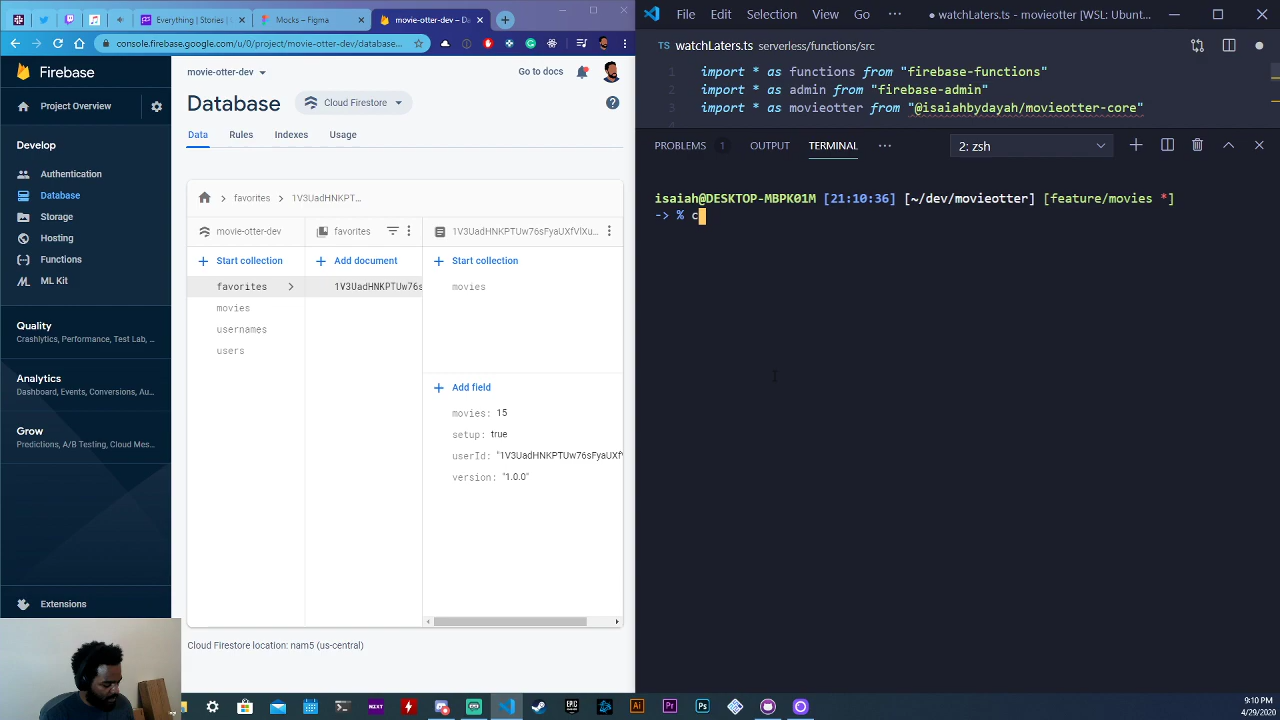 Everything | Stories |
Mocks – Figma
movie-otter-dev – Da
console.firebase.google.com/u/0/project/movie-otter-dev/database...
Firebase
Project Overview
Develop
Authentication
Database
Storage
Hosting
Functions
ML Kit
Quality
Crashlytics, Performance, Test Lab, ...
Analytics
Dashboard, Events, Conversions, Au...
Grow
Predictions, A/B Testing, Cloud Mes...
Extensions
movie-otter-dev
Go to docs
Database
Cloud Firestore
Data
Rules
Indexes
Usage
favorites
1V3UadHNKPT...
movie-otter-dev
favorites
1V3UadHNKPTUw76sFyaUXfVlXu...
Start collection
Add document
Start collection
favorites
1V3UadHNKPTUw76s
movies
movies
usernames
users
Add field
movies: 15
setup: true
userId: "1V3UadHNKPTUw76sFyaUXf
version: "1.0.0"
Cloud Firestore location: nam5 (us-central)
File Edit Selection View Go ... ● watchLaters.ts - movieotter [WSL: Ubunt...
TS watchLaters.ts serverless/functions/src
1 import * as functions from "firebase-functions"
2 import * as admin from "firebase-admin"
3 import * as movieotter from "@isaiahbydayah/movieotter-core"
PROBLEMS 1 OUTPUT TERMINAL ... 2: zsh
isaiah@DESKTOP-MBPK01M [21:10:36] [~/dev/movieotter] [feature/movies *]
-> % c
NZXT
EPIC
Ai
Pr
Ps
9:10 PM
4/29/2020